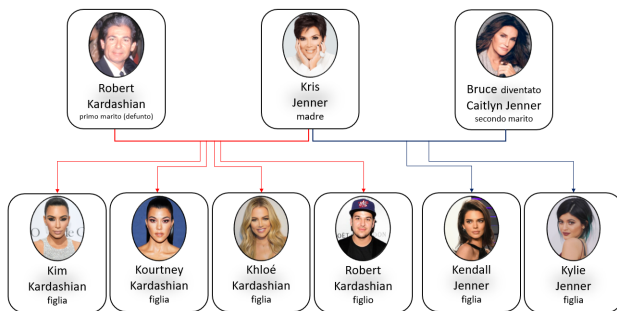 Robert
Kardashian
primo marito (defunto)
Kris
Jenner
madre
Bruce diventato
Caitlyn Jenner
secondo marito
Kim
Kardashian
figlia
Kourtney
Kardashian
figlia
Khloé
Kardashian
figlia
Robert
Kardashian
figlio
Kendall
Jenner
figlia
Kylie
Jenner
figlia